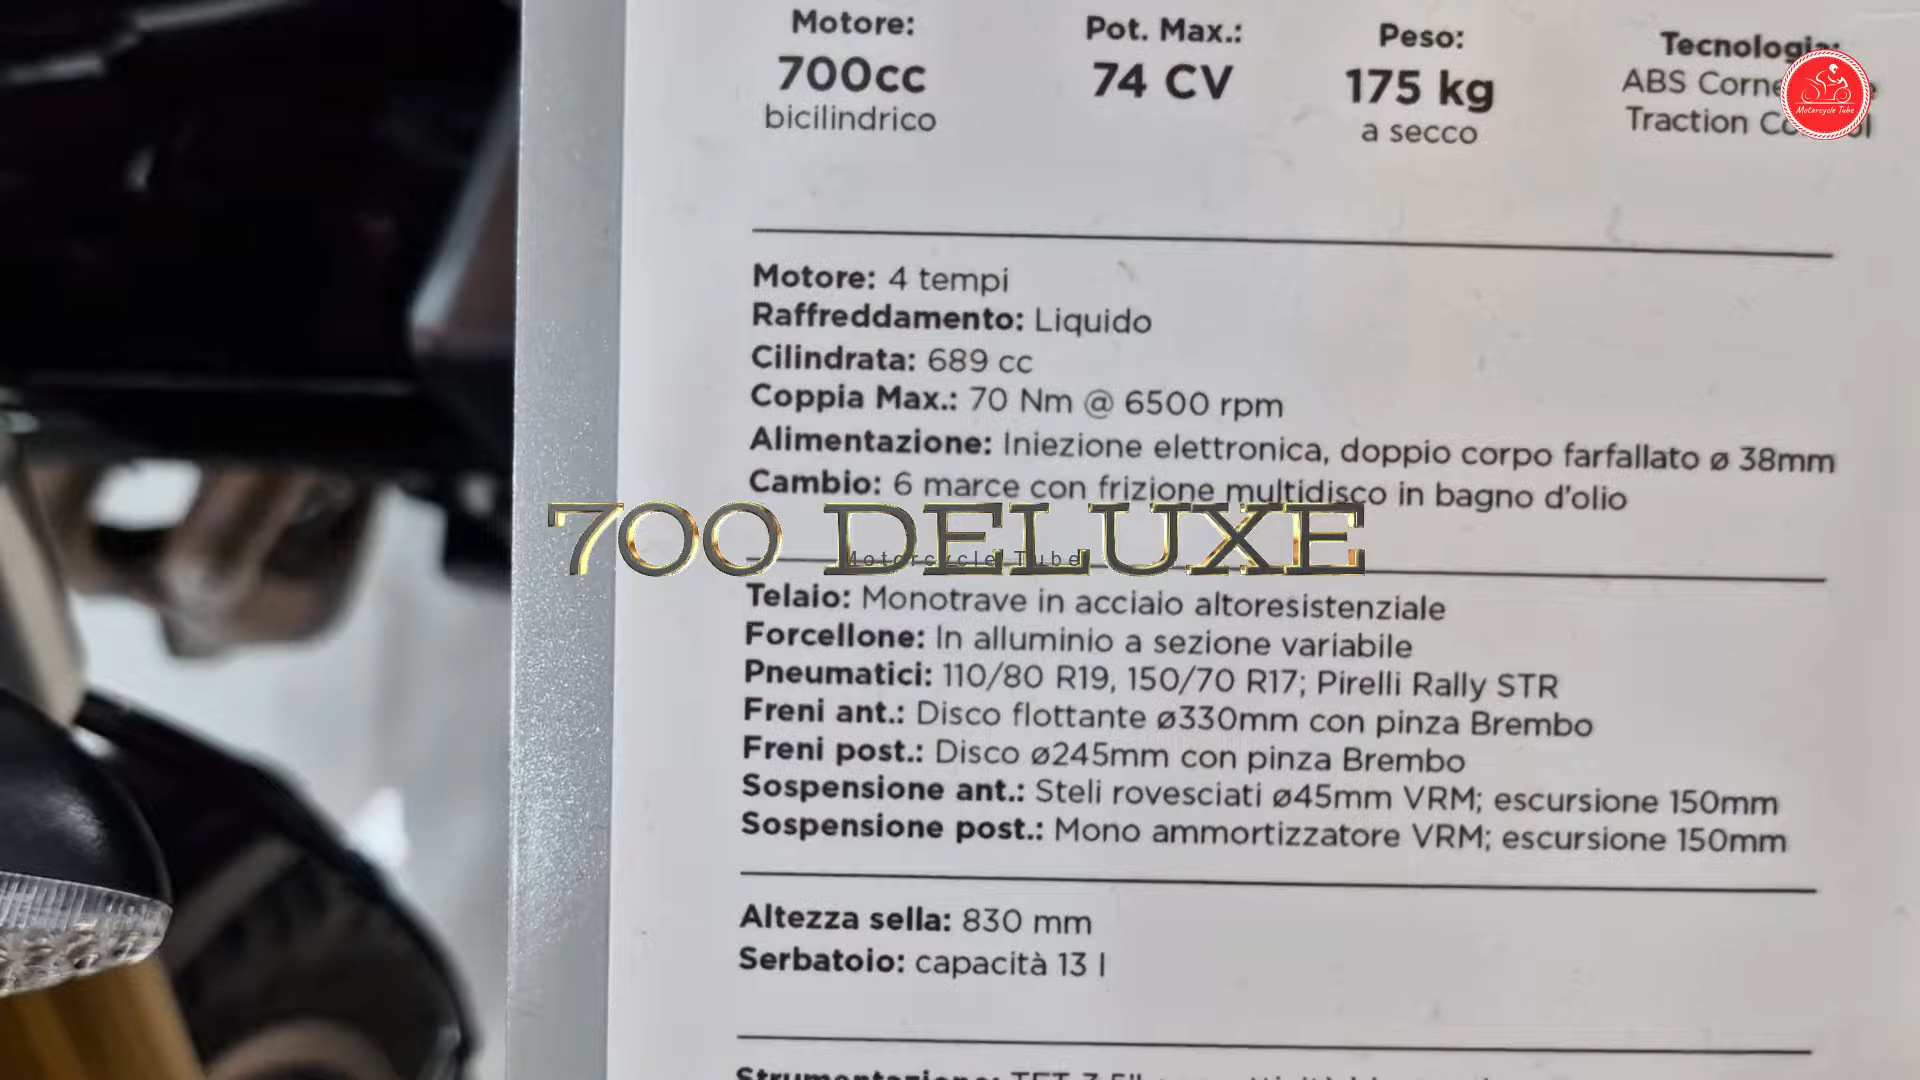 Motore:
700cc
bicilindrico
Pot. Max.:
74 CV
Peso:
175 kg
a secco
ABS
Traction
Motorcycle Tube
Motore: 4 tempi
Raffreddamento: Liquido
Cilindrata: 689 cc
Coppia Max.: 70 Nm @ 6500 rpm
Alimentazione: Iniezione elettronica, doppio corpo farfallato ø 38mm
Cambio: 6 marce con frizione multidisco in bagno d'olio
700 DELUXE
Motorcycle Tube
Telaio: Monotrave in acciaio altoresistenziale
Forcellone: In alluminio a sezione variabile
Pneumatici: 110/80 R19, 150/70 R17; Pirelli Rally STR
Freni ant.: Disco flottante ø330mm con pinza Brembo
Freni post.: Disco ø245mm con pinza Brembo
Sospensione ant.: Steli rovesciati ø45mm VRM; escursione 150mm
Sospensione post.: Mono ammortizzatore VRM; escursione 150mm
Altezza sella: 830 mm
Serbatoio: capacità 13 l